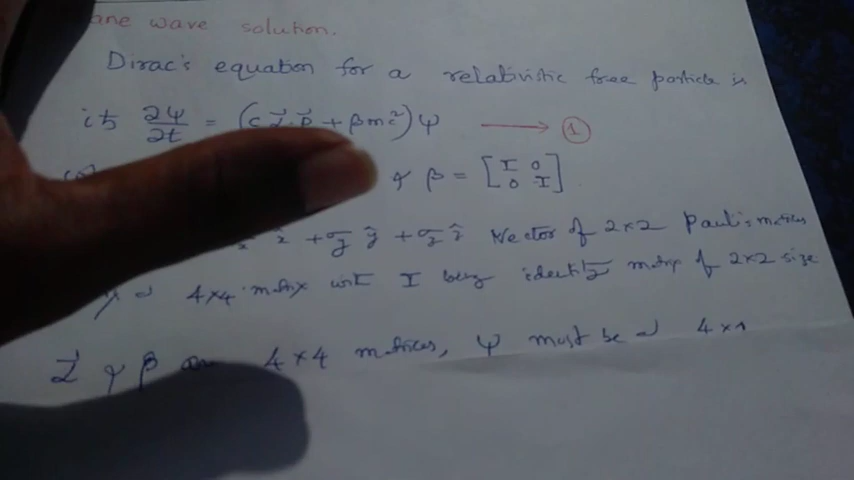 ane wave solution.
Dirac's equation for a relativistic free particle is
iħ ∂Ψ/∂t = (c α⃗.p⃗ + βmc²)Ψ → ①
& β = [I 0 0 -I]
x x̂ + σy ŷ + σz ẑ Vector of 2×2 Pauli's matrices
4×4 matrix with I being identity matrix of 2×2 size
α⃗ & β are 4×4 matrices, Ψ must be a 4×1